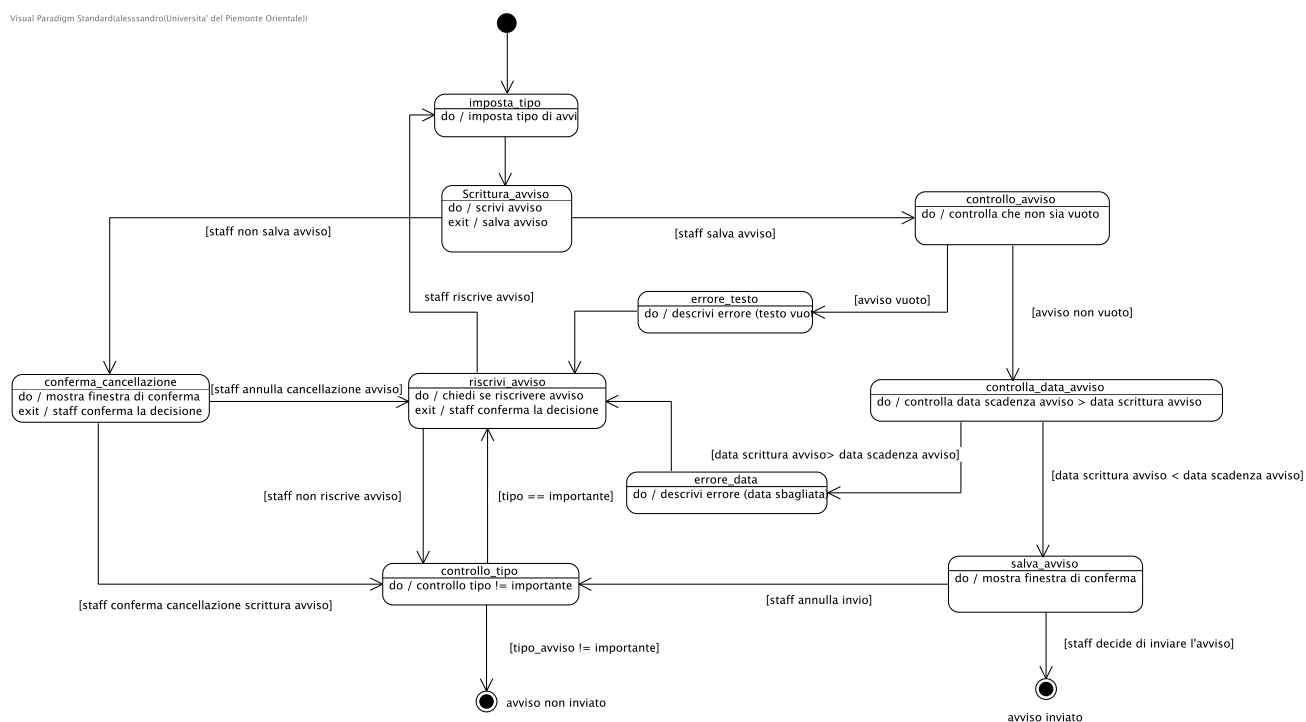 Visual Paradigm Standard(alesssandro(Universita' del Piemonte Orientale))
imposta_tipo
do / imposta tipo di avvi
Scrittura_avviso
do / scrivi avviso
exit / salva avviso
controllo_avviso
do / controlla che non sia vuoto
[staff non salva avviso]
[staff salva avviso]
staff riscrive avviso]
errore_testo
do / descrivi errore (testo vuot
[avviso vuoto]
[avviso non vuoto]
conferma_cancellazione
do / mostra finestra di conferma
exit / staff conferma la decisione
[staff annulla cancellazione avviso]
riscrivi_avviso
do / chiedi se riscrivere avviso
exit / staff conferma la decisione
controlla_data_avviso
do / controlla data scadenza avviso > data scrittura avviso
[data scrittura avviso> data scadenza avviso]
[data scrittura avviso < data scadenza avviso]
errore_data
do / descrivi errore (data sbagliata)
[staff non riscrive avviso]
[tipo == importante]
controllo_tipo
do / controllo tipo != importante
salva_avviso
do / mostra finestra di conferma
[staff conferma cancellazione scrittura avviso]
[staff annulla invio]
[tipo_avviso != importante]
[staff decide di inviare l'avviso]
avviso non inviato
avviso inviato